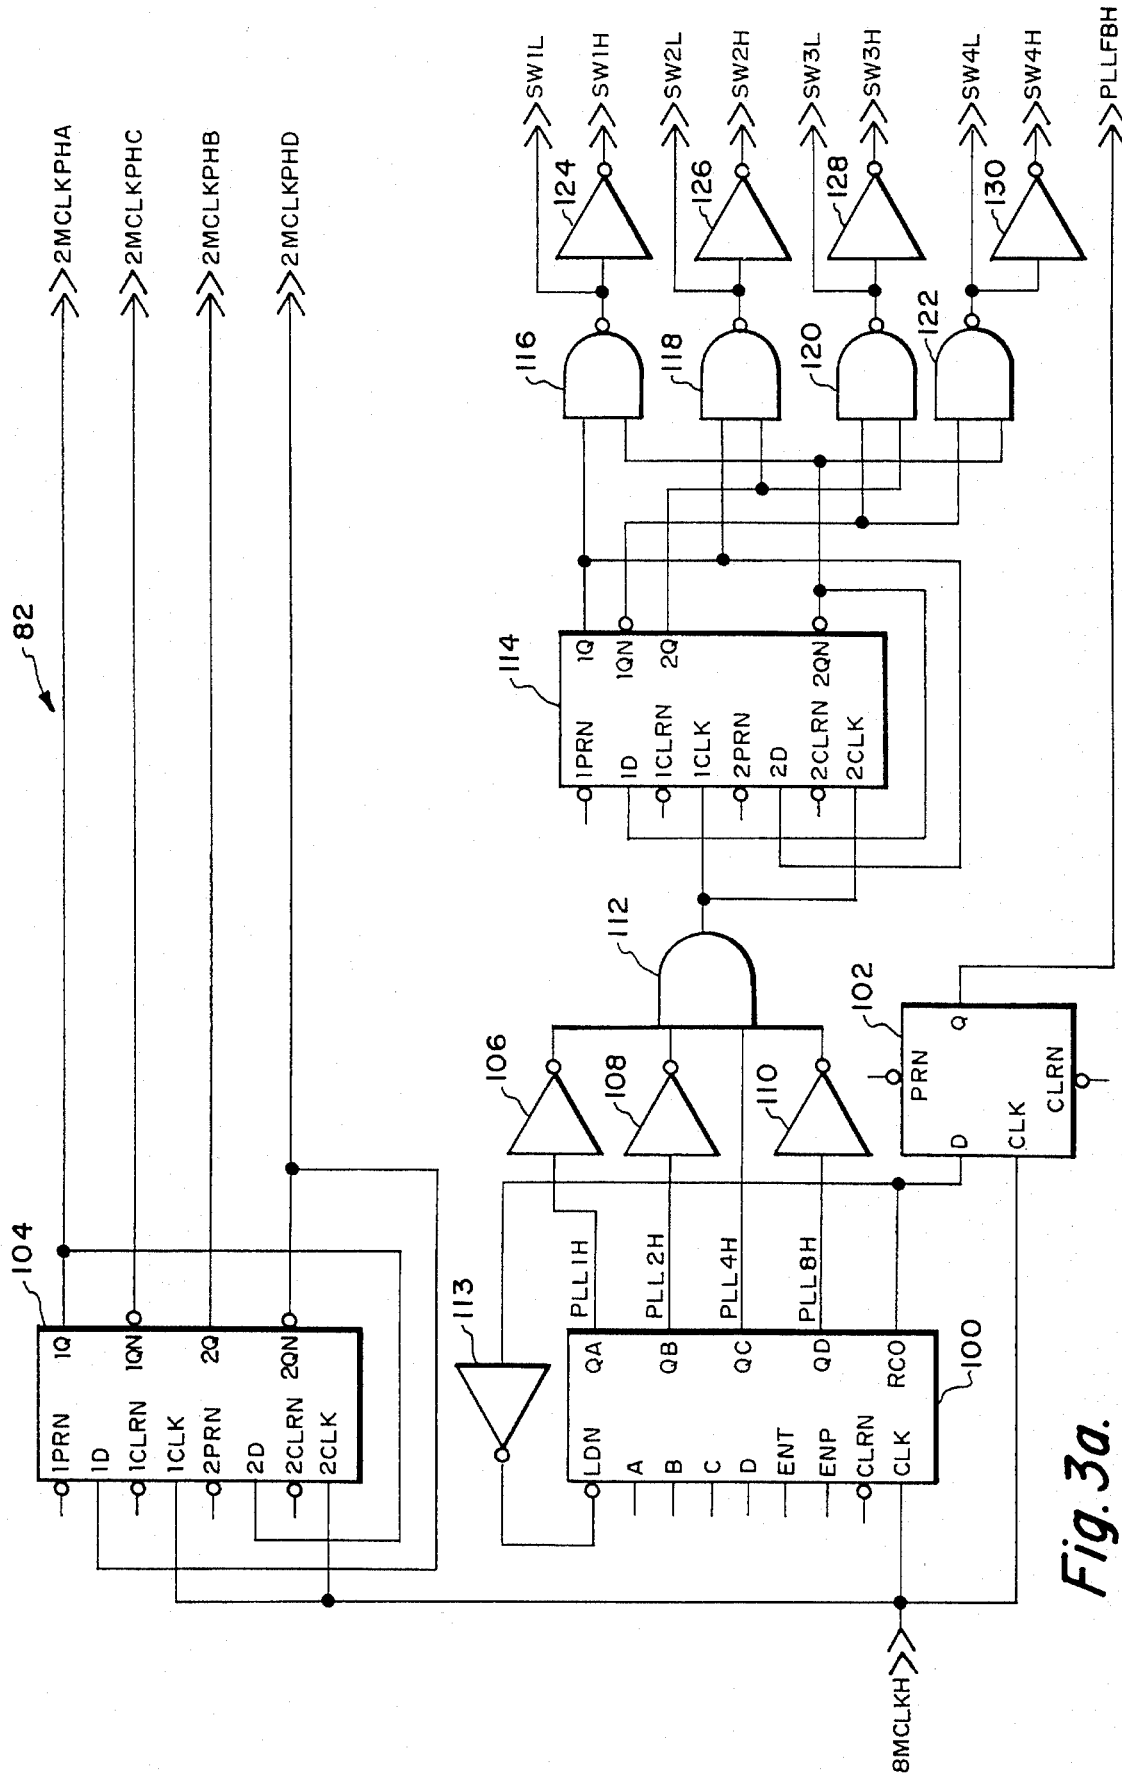 82
2MCLKPHA
2MCLKPHC
2MCLKPHB
2MCLKPHD
104
1PRN
1D
1CLRN
1CLK
2PRN
2D
2CLRN
2CLK
1Q
1QN
2Q
2QN
113
LDN
A
B
C
D
ENT
ENP
CLRN
CLK
QA
QB
QC
QD
RCO
100
PLL1H
PLL2H
PLL4H
PLL8H
106
108
110
112
102
PRN
D
CLK
CLRN
Q
114
1PRN
1D
1CLRN
1CLK
2PRN
2D
2CLRN
2CLK
1Q
1QN
2Q
2QN
116
118
120
122
124
126
128
130
SW1L
SW1H
SW2L
SW2H
SW3L
SW3H
SW4L
SW4H
PLLFBH
8MCLKH
Fig. 3a.